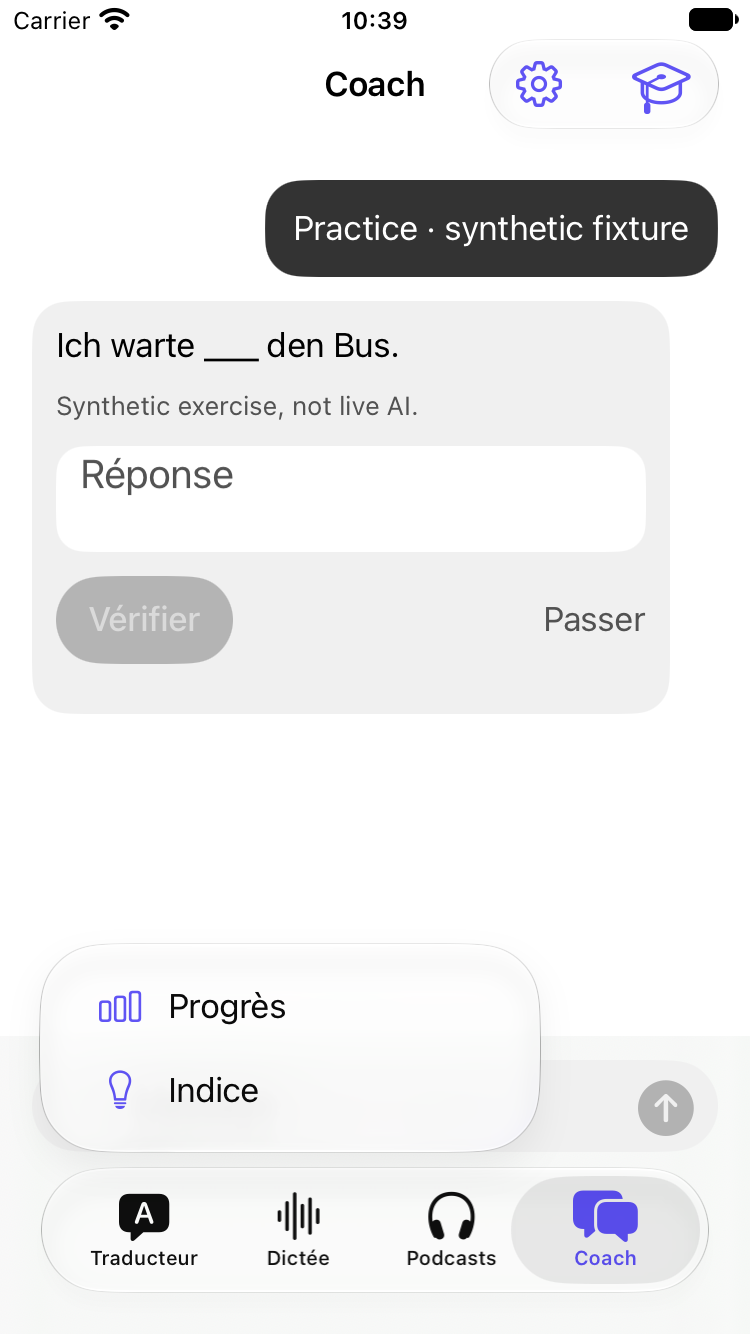 Carrier 10:39
Coach
Practice · synthetic fixture
Ich warte ___ den Bus.
Synthetic exercise, not live AI.
Réponse
Vérifier Passer
Progrès
Indice
A
Traducteur Dictée Podcasts Coach